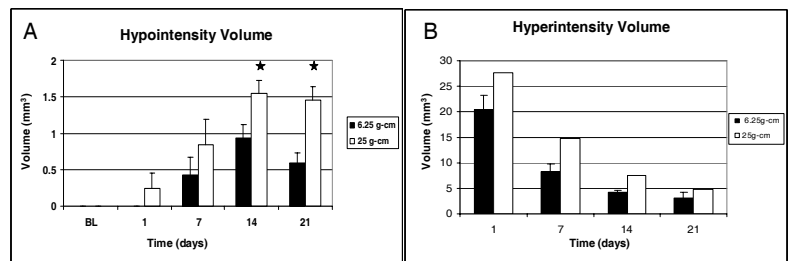 A
Hypointensity Volume
Volume (mm³)
2
1.5
1
0.5
0
BL 1 7 14 21
Time (days)
6.25 g-cm
25 g-cm
B
Hyperintensity Volume
Volume (mm³)
30
25
20
15
10
5
0
1 7 14 21
Time (days)
6.25g-cm
25g-cm